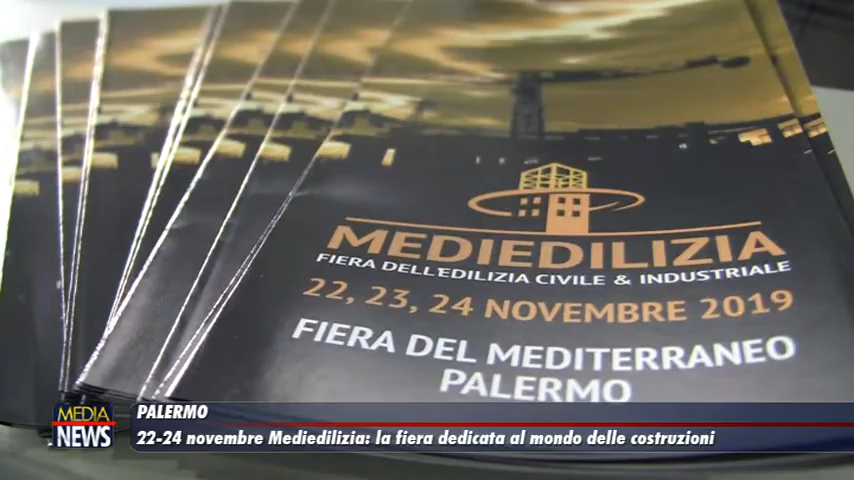 MEDIEDILIZIA
FIERA DELL'EDILIZIA CIVILE & INDUSTRIALE
22, 23, 24 NOVEMBRE 2019
FIERA DEL MEDITERRANEO
PALERMO
MEDIA
NEWS
PALERMO
22-24 novembre Mediedilizia: la fiera dedicata al mondo delle costruzioni